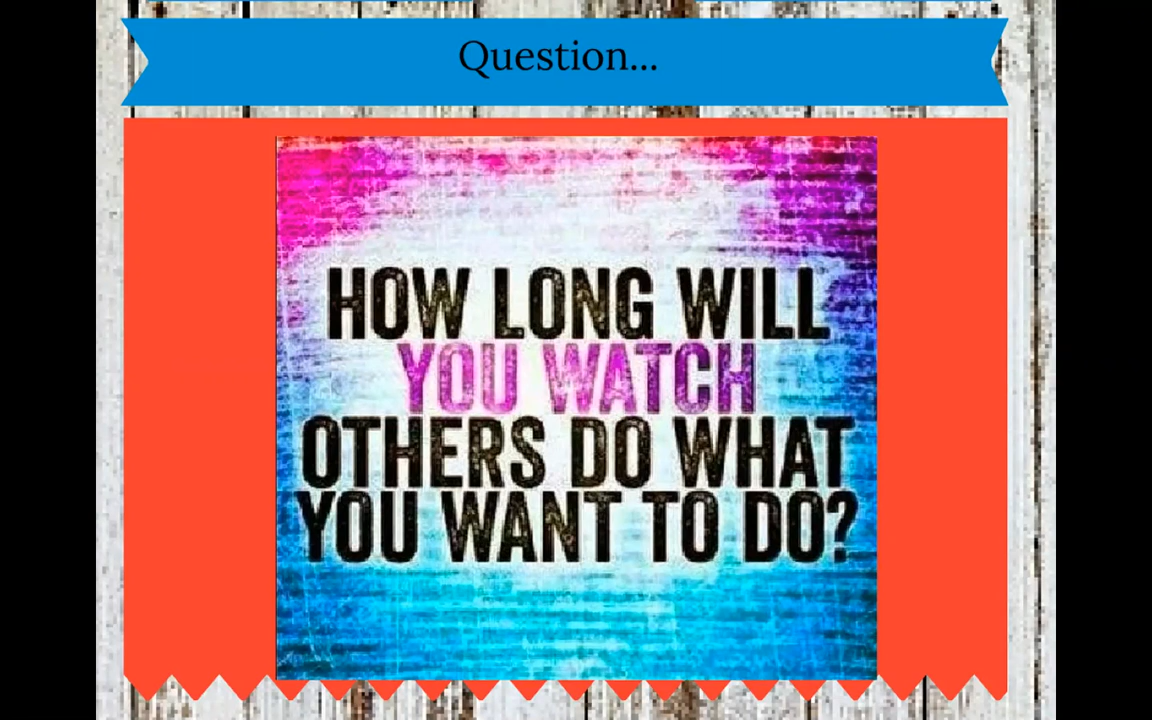 Question...
HOW LONG WILL
YOU WATCH
OTHERS DO WHAT
YOU WANT TO DO?